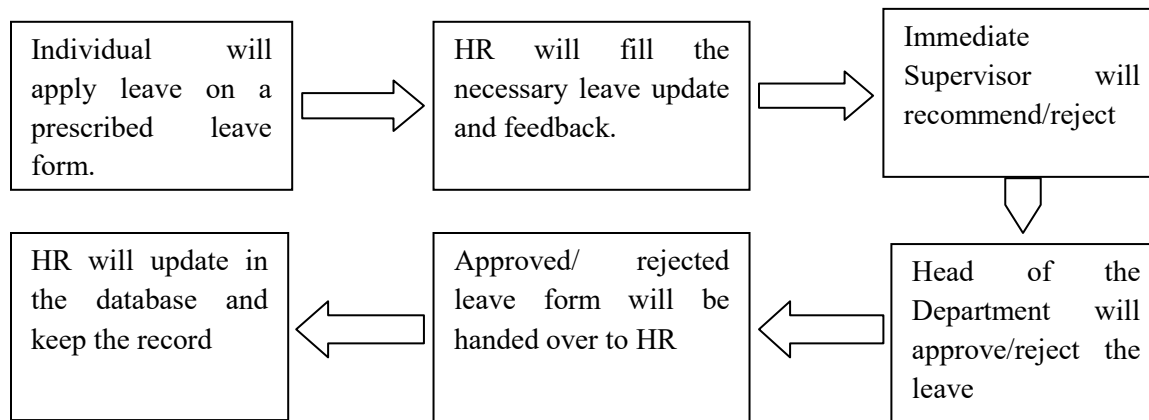 Individual will
apply leave on a
prescribed leave
form.
HR will fill the
necessary leave update
and feedback.
Immediate
Supervisor will
recommend/reject
Head of the
Department will
approve/reject the
leave
Approved/ rejected
leave form will be
handed over to HR
HR will update in
the database and
keep the record